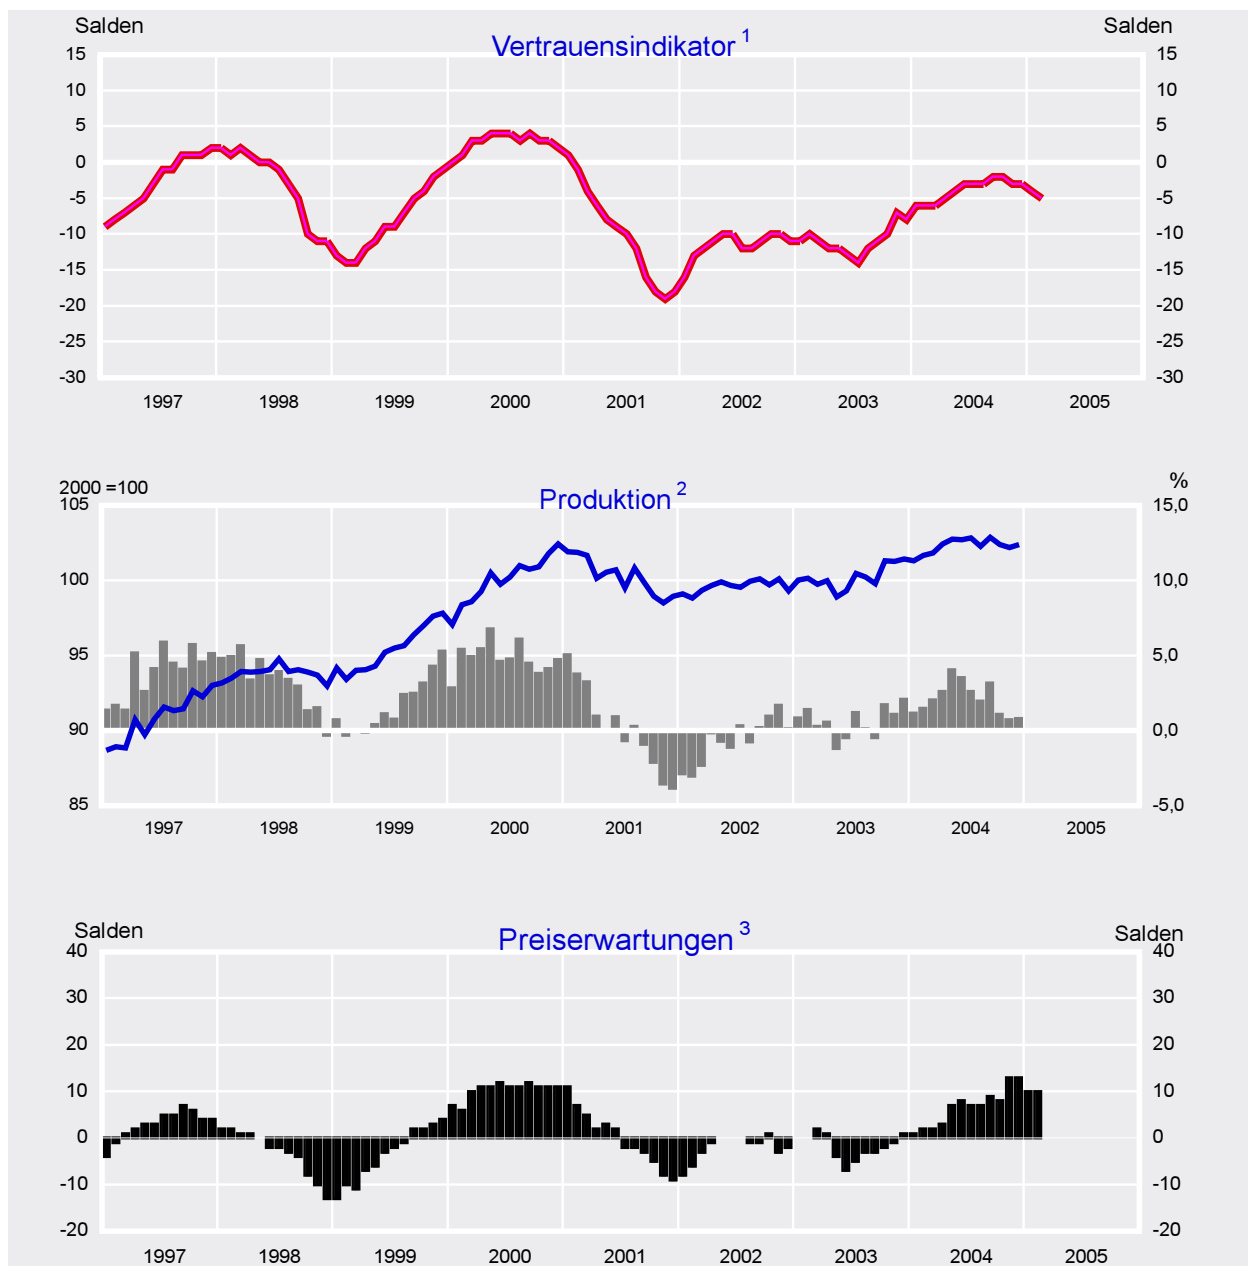 Salden Salden
Vertrauensindikator 1
15 15
10 10
5 5
0 0
-5 -5
-10 -10
-15 -15
-20 -20
-25 -25
-30 -30
1997 1998 1999 2000 2001 2002 2003 2004 2005
2000 =100 %
Produktion 2
105 15,0
100 10,0
95 5,0
90 0,0
85 -5,0
1997 1998 1999 2000 2001 2002 2003 2004 2005
Salden Salden
Preiserwartungen 3
40 40
30 30
20 20
10 10
0 0
-10 -10
-20 -20
1997 1998 1999 2000 2001 2002 2003 2004 2005